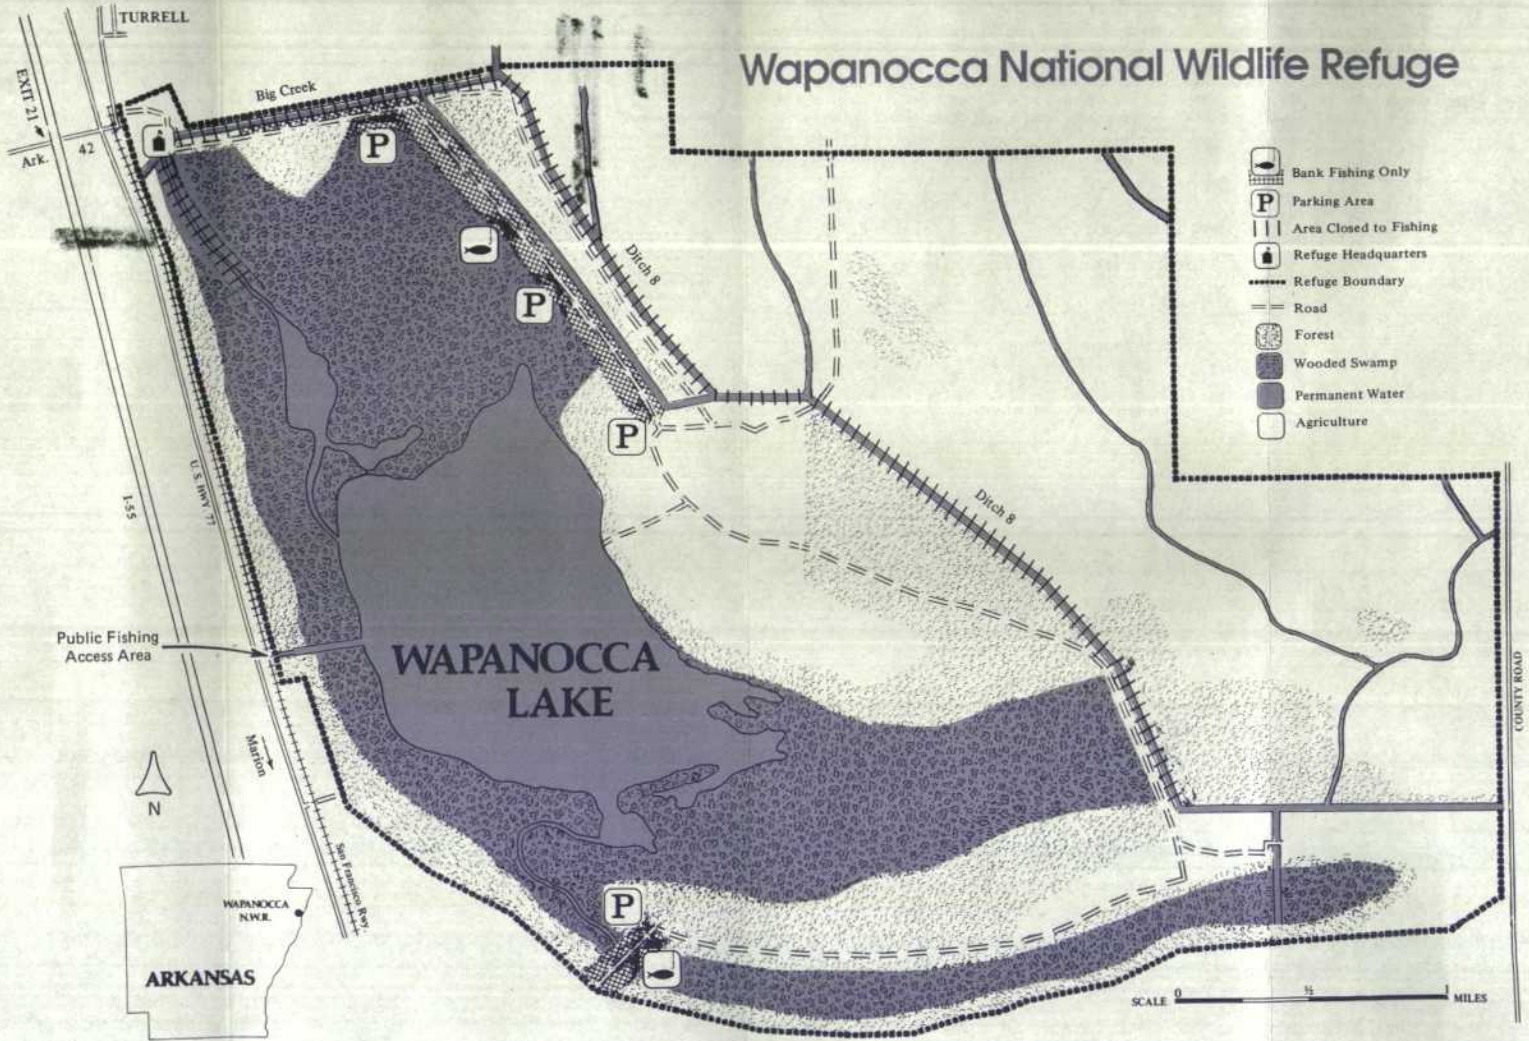 TURRELL
Wapanocca National Wildlife Refuge
EXIT 21
Big Creek
Ark. 42
P
P
P
Ditch 8
Ditch 8
Bank Fishing Only
P Parking Area
Area Closed to Fishing
Refuge Headquarters
Refuge Boundary
Road
Forest
Wooded Swamp
Permanent Water
Agriculture
I-55
U.S. HWY 77
Public Fishing
Access Area
WAPANOCCA
LAKE
COUNTY ROAD
Marion
N
San Francisco Rwy.
P
WAPANOCCA
N.W.R.
ARKANSAS
SCALE 0 ½ 1 MILES